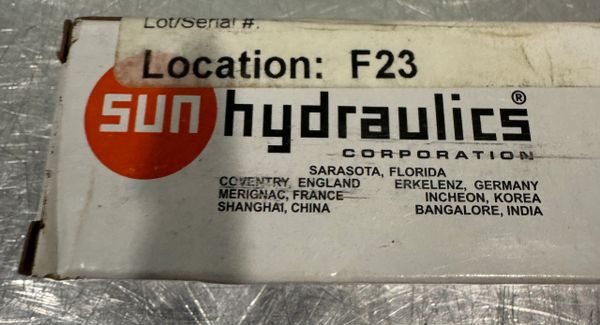 Lot/Serial #:
Location: F23
sun hydraulics®
CORPORATION
SARASOTA, FLORIDA
COVENTRY, ENGLAND ERKELENZ, GERMANY
MERIGNAC, FRANCE INCHEON, KOREA
SHANGHAI, CHINA BANGALORE, INDIA